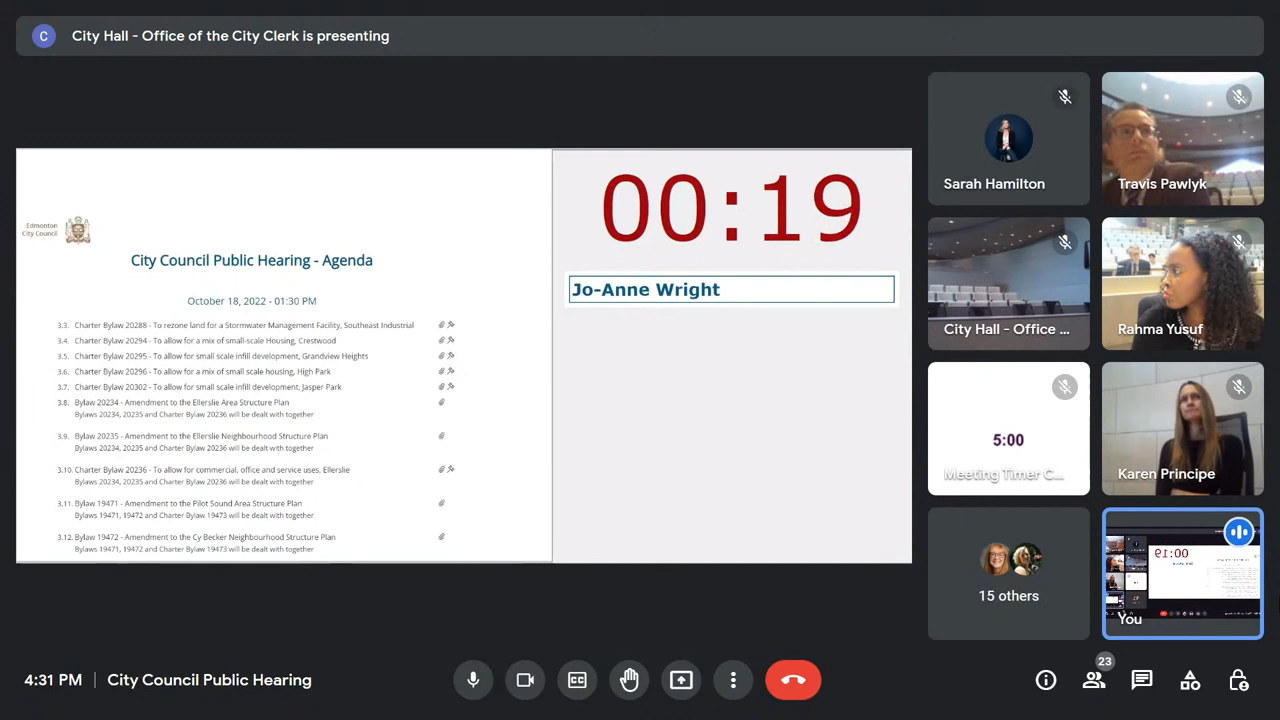 C
City Hall - Office of the City Clerk is presenting
Edmonton
City Council
City Council Public Hearing - Agenda
October 18, 2022 - 01:30 PM
3.3. Charter Bylaw 20288 - To rezone land for a Stormwater Management Facility, Southeast Industrial
3.4. Charter Bylaw 20294 - To allow for a mix of small-scale Housing, Crestwood
3.5. Charter Bylaw 20295 - To allow for small scale infill development, Grandview Heights
3.6. Charter Bylaw 20296 - To allow for a mix of small scale housing, High Park
3.7. Charter Bylaw 20302 - To allow for small scale infill development, Jasper Park
3.8. Bylaw 20234 - Amendment to the Ellerslie Area Structure Plan
Bylaws 20234, 20235 and Charter Bylaw 20236 will be dealt with together
3.9. Bylaw 20235 - Amendment to the Ellerslie Neighbourhood Structure Plan
Bylaws 20234, 20235 and Charter Bylaw 20236 will be dealt with together
3.10. Charter Bylaw 20236 - To allow for commercial, office and service uses, Ellerslie
Bylaws 20234, 20235 and Charter Bylaw 20236 will be dealt with together
3.11. Bylaw 19471 - Amendment to the Pilot Sound Area Structure Plan
Bylaws 19471, 19472 and Charter Bylaw 19473 will be dealt with together
3.12. Bylaw 19472 - Amendment to the Cy Becker Neighbourhood Structure Plan
Bylaws 19471, 19472 and Charter Bylaw 19473 will be dealt with together
00:19
Jo-Anne Wright
Sarah Hamilton
Travis Pawlyk
City Hall - Office ...
Rahma Yusuf
5:00
Meeting Timer C...
Karen Principe
15 others
00:19
You
4:31 PM | City Council Public Hearing
23